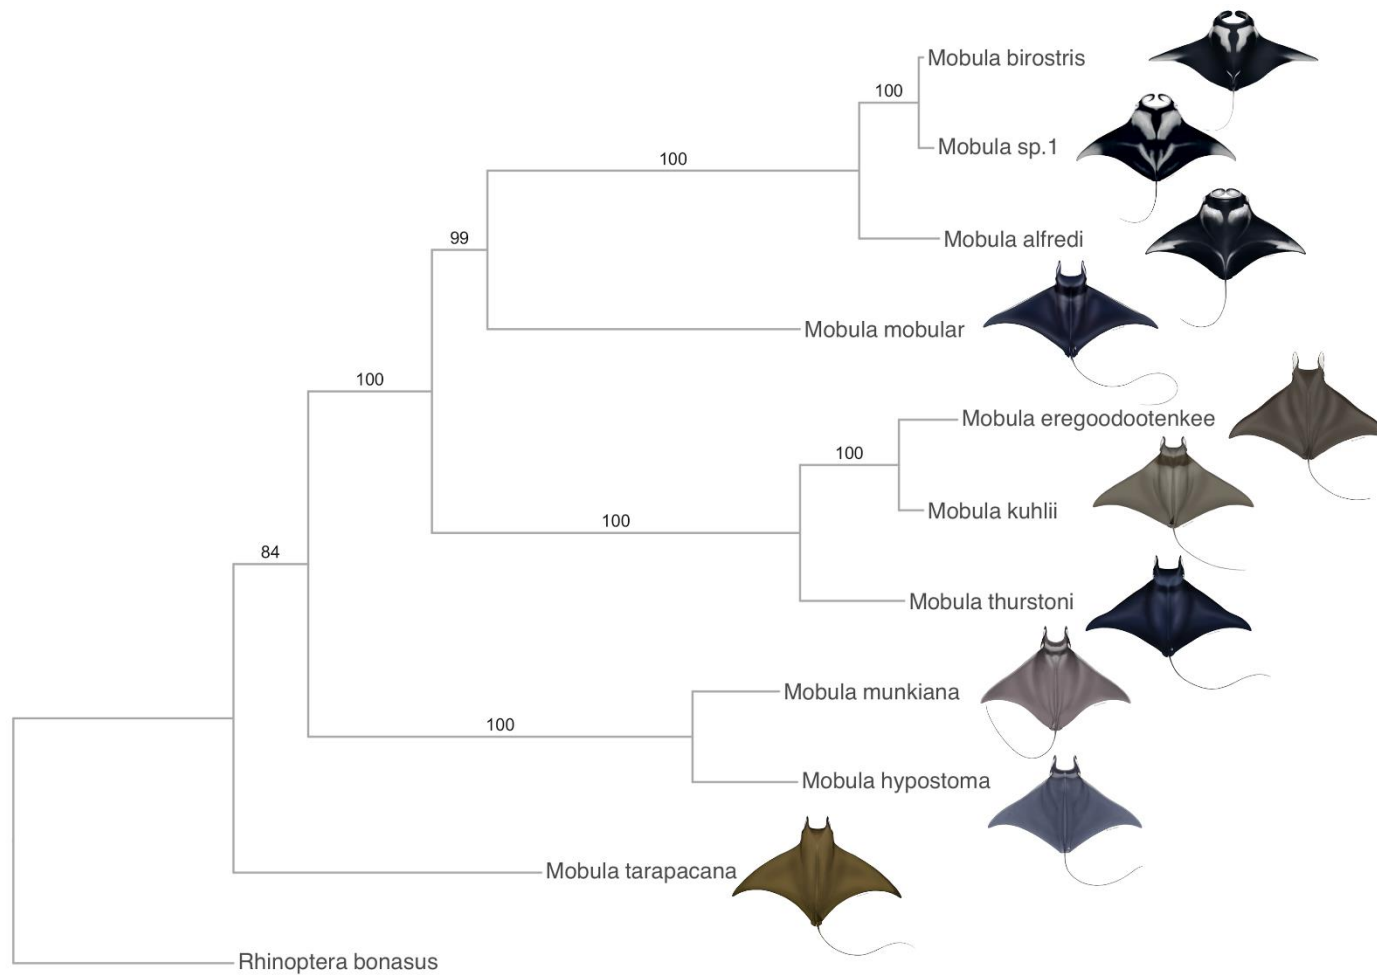 Mobula birostris
100
Mobula sp.1
100
Mobula alfredi
99
Mobula mobular
100
Mobula eregoodootenkee
100
Mobula kuhlii
100
84
Mobula thurstoni
Mobula munkiana
100
Mobula hypostoma
Mobula tarapacana
Rhinoptera bonasus